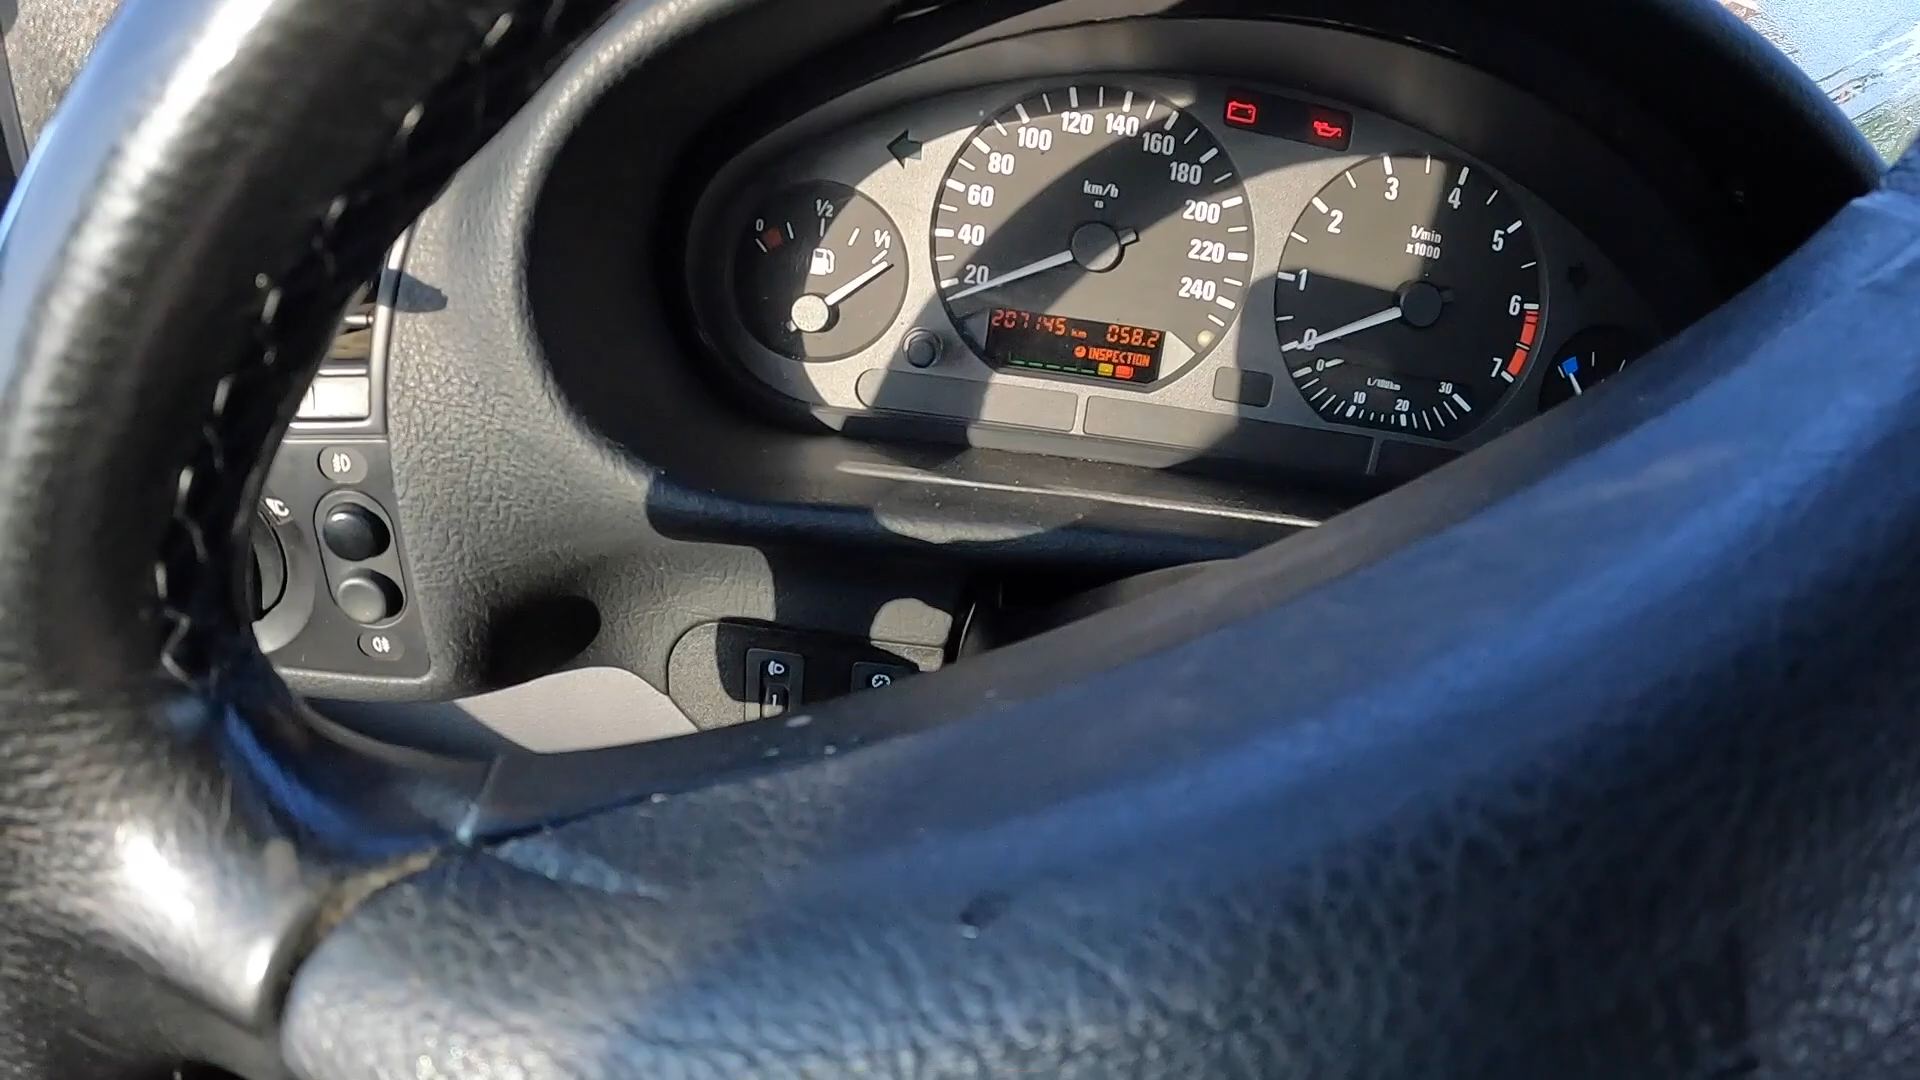 0 1/2 1/1
20 40 60 80 100 120 140 160 180 200 220 240
km/h
207145 km 058.2
INSPECTION
0 1 2 3 4 5 6 7
1/min
x1000
0 10 20 30
L/100km